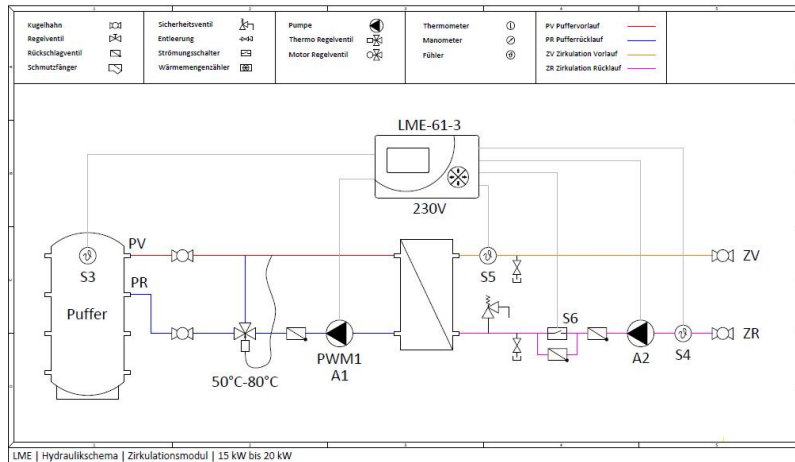 Kugelhahn
Regelventil
Rückschlagventil
Schmutzfänger
Sicherheitsventil
Entleerung
Strömungsschalter
Wärmemengenzähler
Pumpe
Thermo Regelventil
Motor Regelventil
Thermometer
Manometer
Fühler
PV Puffervorlauf
PR Pufferrücklauf
ZV Zirkulation Vorlauf
ZR Zirkulation Rücklauf
LME-61-3
230V
PV
S3
S5
ZV
PR
Puffer
S6
ZR
PWM1
A1
A2
S4
50°C-80°C
LME | Hydraulikschema | Zirkulationsmodul | 15 kW bis 20 kW